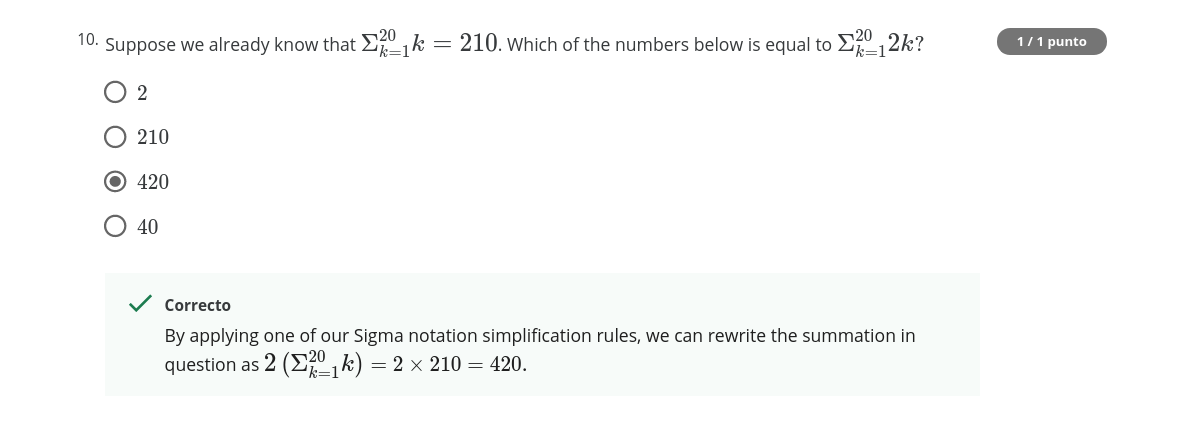 10. Suppose we already know that $\Sigma_{k=1}^{20} k = 210$. Which of the numbers below is equal to $\Sigma_{k=1}^{20} 2k$?
1 / 1 punto
2
210
420
40
Correcto
By applying one of our Sigma notation simplification rules, we can rewrite the summation in
question as $2 \left(\Sigma_{k=1}^{20} k\right) = 2 \times 210 = 420.$